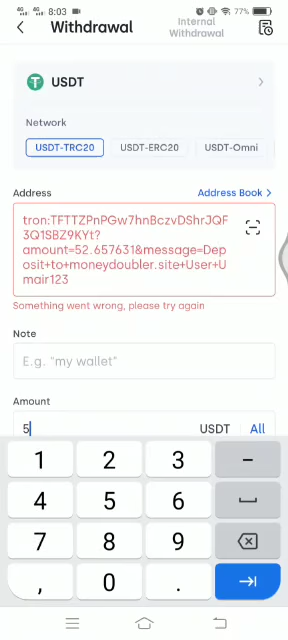 4G 4G 8:03 77%
Withdrawal
Internal
Withdrawal
USDT
Network
USDT-TRC20 USDT-ERC20 USDT-Omni
Address Address Book >
tron:TFTTZPnPGw7hnBczvDShrJQF
3Q1SBZ9KYt?
amount=52.657631&message=Dep
osit+to+moneydoubler.site+User+U
mair123
Something went wrong, please try again
Note
E.g. "my wallet"
Amount
5 USDT All
1 2 3 -
4 5 6
7 8 9
, 0 .